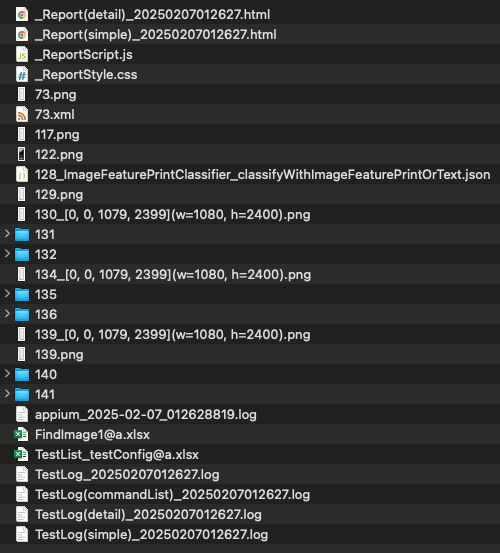 _Report(detail)_20250207012627.html
_Report(simple)_20250207012627.html
_ReportScript.js
_ReportStyle.css
73.png
73.xml
117.png
122.png
128_ImageFeaturePrintClassifier_classifyWithImageFeaturePrintOrText.json
129.png
130_[0, 0, 1079, 2399](w=1080, h=2400).png
131
132
134_[0, 0, 1079, 2399](w=1080, h=2400).png
135
136
139_[0, 0, 1079, 2399](w=1080, h=2400).png
139.png
140
141
appium_2025-02-07_012628819.log
FindImage1@a.xlsx
TestList_testConfig@a.xlsx
TestLog_20250207012627.log
TestLog(commandList)_20250207012627.log
TestLog(detail)_20250207012627.log
TestLog(simple)_20250207012627.log